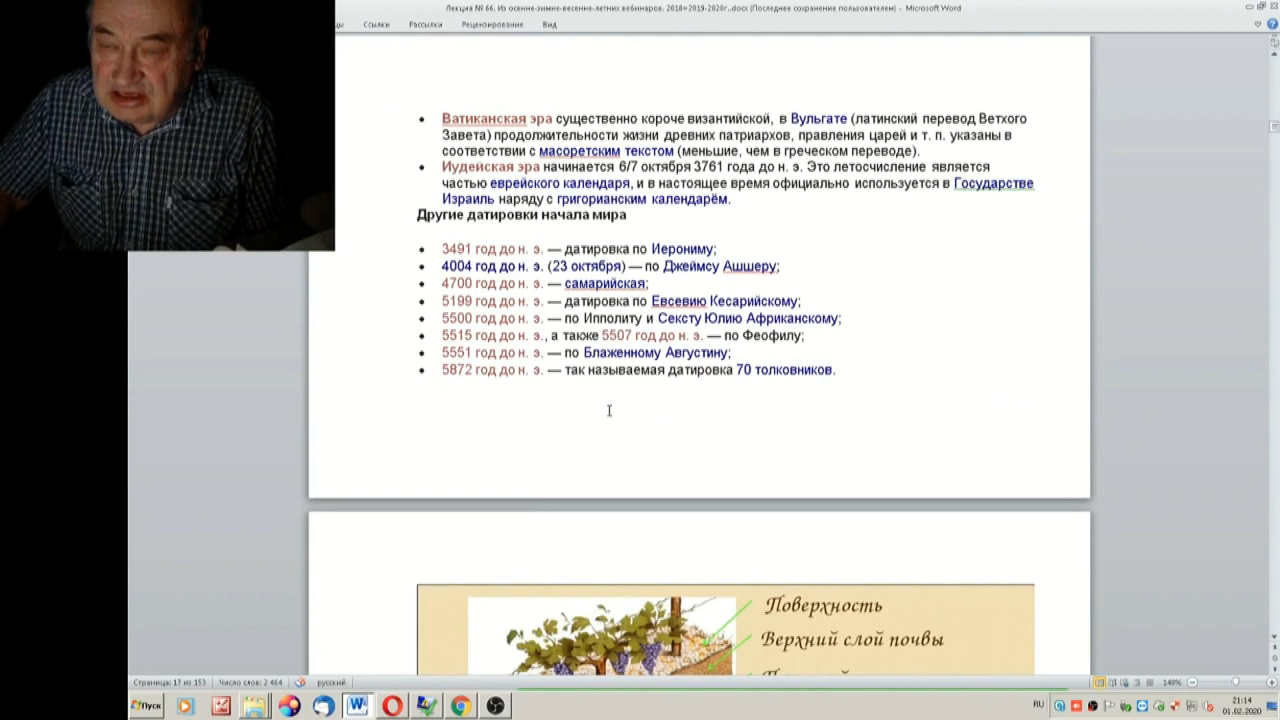 Лекция № 66. Из осенне-зимне-весенне-летних вебинаров. 2018=2019-2020г..docx (Последнее сохранение пользователем) - Microsoft Word
Ссылки Рассылки Рецензирование Вид
Ватиканская эра существенно короче византийской, в Вульгате (латинский перевод Ветхого
Завета) продолжительности жизни древних патриархов, правления царей и т. п. указаны в
соответствии с масоретским текстом (меньшие, чем в греческом переводе).
Иудейская эра начинается 6/7 октября 3761 года до н. э. Это летосчисление является
частью еврейского календаря, и в настоящее время официально используется в Государстве
Израиль наряду с григорианским календарём.
Другие датировки начала мира
3491 год до н. э. — датировка по Иерониму;
4004 год до н. э. (23 октября) — по Джеймсу Ашшеру;
4700 год до н. э. — самарийская;
5199 год до н. э. — датировка по Евсевию Кесарийскому;
5500 год до н. э. — по Ипполиту и Сексту Юлию Африканскому;
5515 год до н. э., а также 5507 год до н. э. — по Феофилу;
5551 год до н. э. — по Блаженному Августину;
5872 год до н. э. — так называемая датировка 70 толковников.
Поверхность
Верхний слой почвы
Страница: 17 из 153 Число слов: 2 464 русский 140%
Пуск RU 21:14
01.02.2020